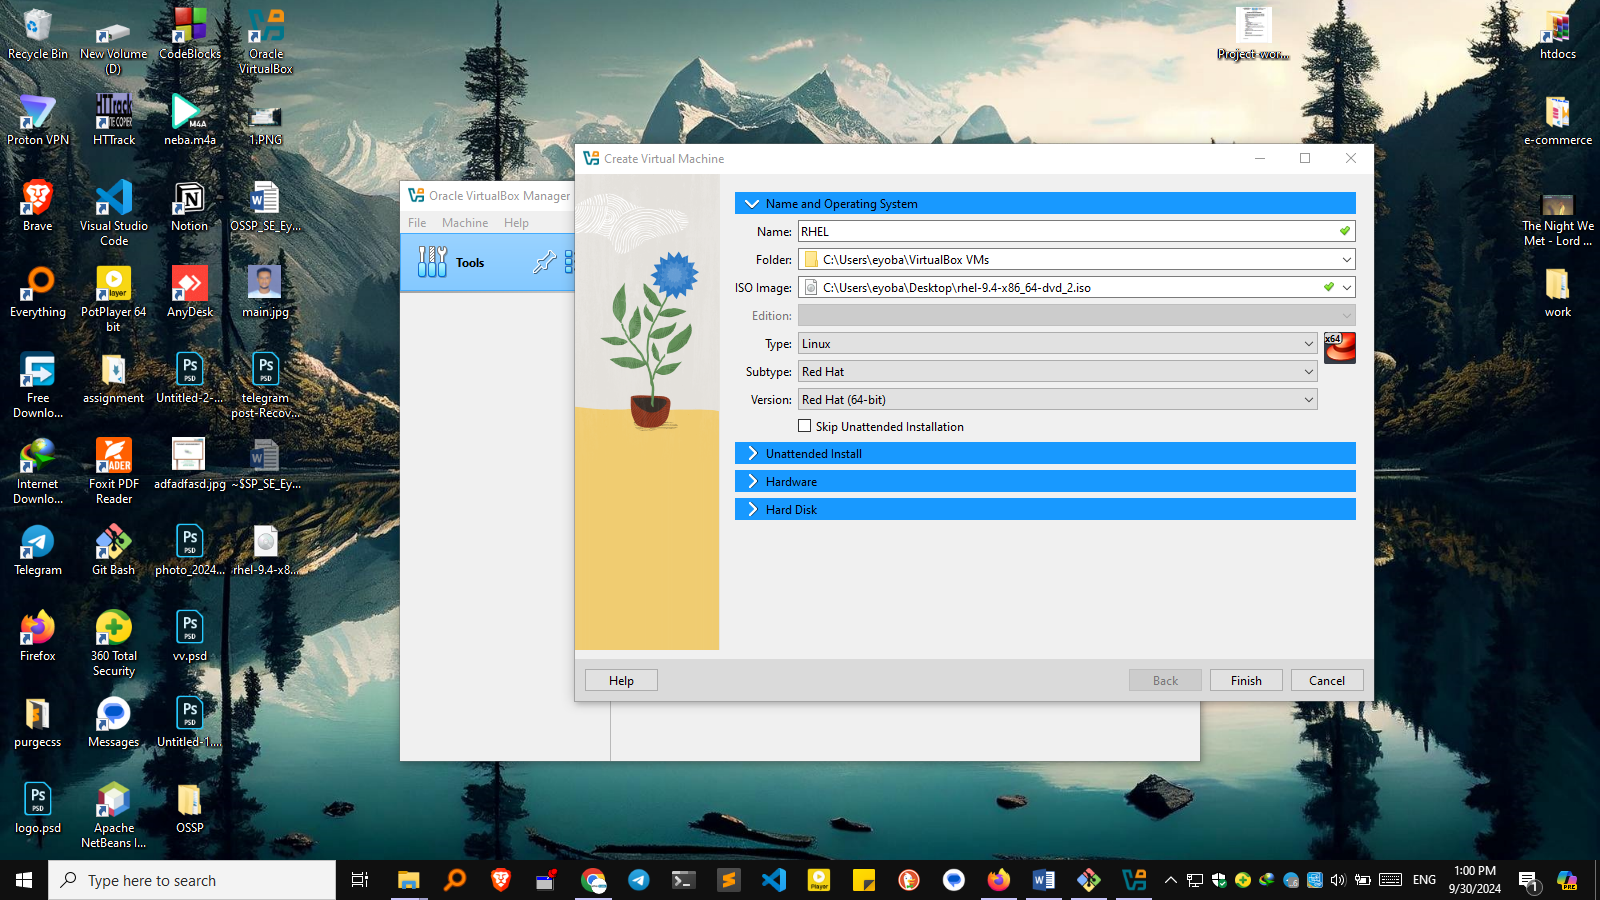 Recycle Bin
New Volume
(D)
CodeBlocks
Oracle
VirtualBox
Project-wor...
htdocs
Proton VPN
HTTrack
neba.m4a
1.PNG
e-commerce
Brave
Visual Studio
Code
Notion
OSSP_SE_Ey...
The Night We
Met - Lord ...
Everything
PotPlayer 64
bit
AnyDesk
main.jpg
work
Free
Downlo...
assignment
Untitled-2-...
telegram
post-Recov...
Internet
Downlo...
Foxit PDF
Reader
adfadfasd.jpg
~$SP_SE_Ey...
Telegram
Git Bash
photo_2024...
rhel-9.4-x8...
Firefox
360 Total
Security
vv.psd
purgecss
Messages
Untitled-1....
logo.psd
Apache
NetBeans I...
OSSP
Oracle VirtualBox Manager
File Machine Help
Tools
Create Virtual Machine
Name and Operating System
Name: RHEL
Folder: C:\Users\eyoba\VirtualBox VMs
ISO Image: C:\Users\eyoba\Desktop\rhel-9.4-x86_64-dvd_2.iso
Edition:
Type: Linux
x64
Subtype: Red Hat
Version: Red Hat (64-bit)
Skip Unattended Installation
Unattended Install
Hardware
Hard Disk
Help Back Finish Cancel
Type here to search
ENG
1:00 PM
9/30/2024
1